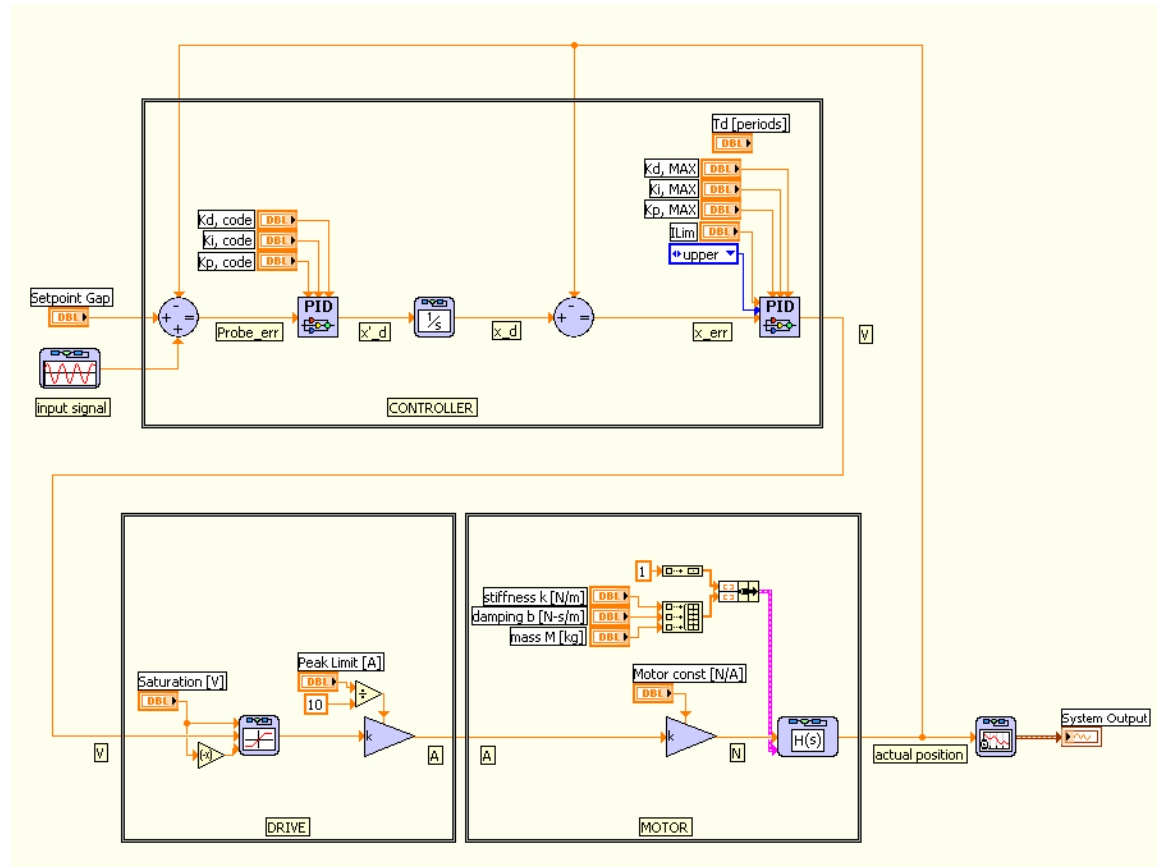 Td [periods]
DBL
Kd, MAX DBL
Ki, MAX DBL
Kp, MAX DBL
ILim DBL
upper
Kd, code DBL
Ki, code DBL
Kp, code DBL
Setpoint Gap
DBL
- + + =
Probe_err
PID
x'_d
1/s
x_d
- + =
x_err
PID
V
input signal
CONTROLLER
1
stiffness k [N/m] DBL
damping b [N-s/m] DBL
mass M [kg] DBL
Peak Limit [A]
DBL
10
÷
Saturation [V]
DBL
(-x)
V
k
A
DRIVE
Motor const [N/A]
DBL
A
k
N
H(s)
MOTOR
actual position
System Output